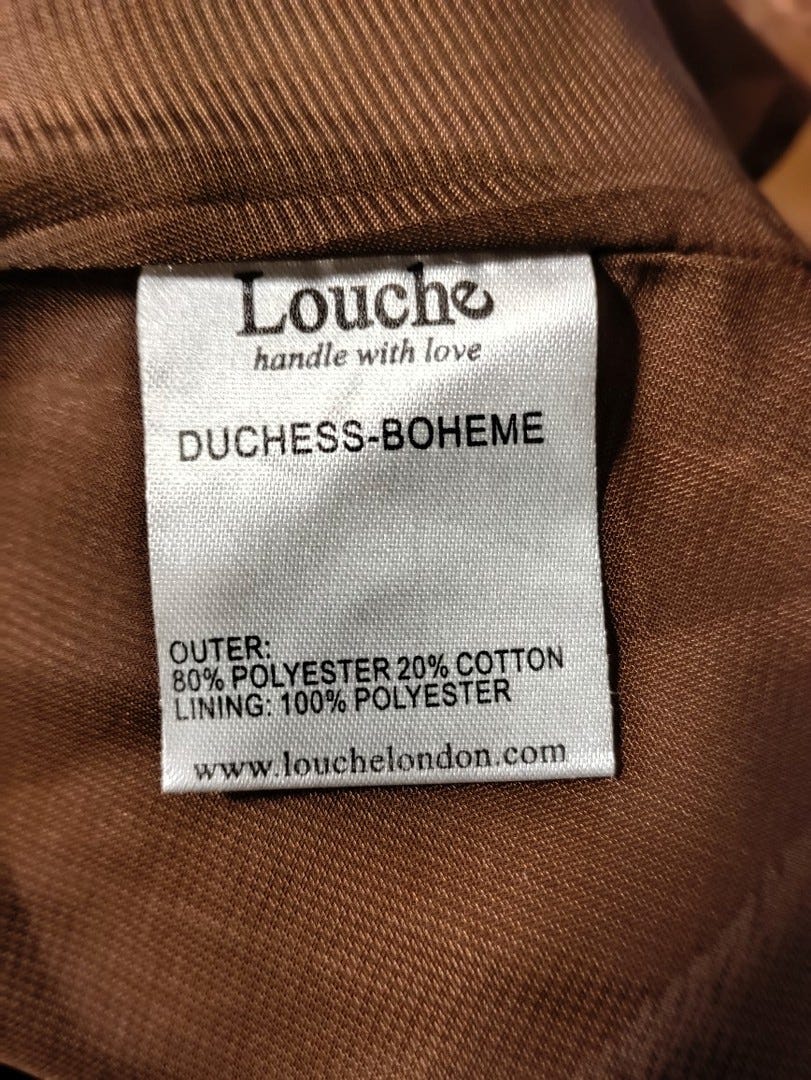 Louche
handle with love
DUCHESS-BOHEME
OUTER:
80% POLYESTER 20% COTTON
LINING: 100% POLYESTER
www.louchelondon.com